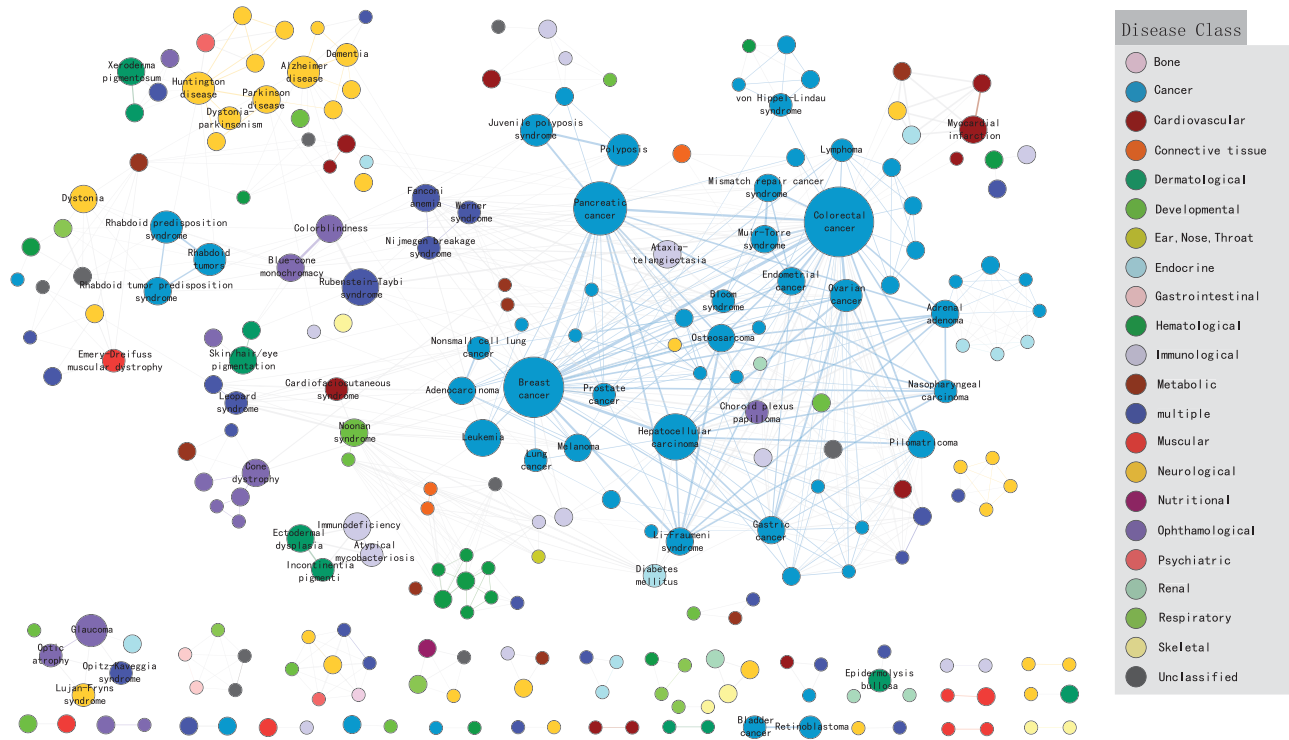 Xeroderma
pigmentosum
Huntington
disease
Alzheimer
disease
Dementia
Parkinson
disease
Dystonia-
parkinsonism
Juvenile polyposis
syndrome
Polyposis
von Hippel-Lindau
syndrome
Myocardial
infarction
Lymphoma
Mismatch repair cancer
syndrome
Pancreatic
cancer
Colorectal
cancer
Muir-Torre
syndrome
Fanconi
anemia
Werner
syndrome
Nijmegen breakage
syndrome
Dystonia
Rhabdoid predisposition
syndrome
Rhabdoid
tumors
Rhabdoid tumor predisposition
syndrome
Colorblindness
Blue-cone
monochromacy
Rubenstein-Taybi
syndrome
Ataxia-
telangiectasia
Endometrial
cancer
Ovarian
cancer
Bloom
syndrome
Osteosarcoma
Adrenal
adenoma
Emery-Dreifuss
muscular dystrophy
Skin/hair/eye
pigmentation
Leopard
syndrome
Cardiofaciocutaneous
syndrome
Noonan
syndrome
Nonsmall cell lung
cancer
Adenocarcinoma
Breast
cancer
Prostate
cancer
Nasopharyngeal
carcinoma
Choroid plexus
papilloma
Leukemia
Lung
cancer
Melanoma
Hepatocellular
carcinoma
Pilomatricoma
Cone
dystrophy
Immunodeficiency
Ectodermal
dysplasia
Atypical
mycobacteriosis
Incontinentia
pigmenti
Li-Fraumeni
syndrome
Gastric
cancer
Diabetes
mellitus
Glaucoma
Optic
atrophy
Opitz-Kaveggia
syndrome
Lujan-Fryns
syndrome
Epidermolysis
bullosa
Bladder
cancer
Retinoblastoma
Disease Class
Bone
Cancer
Cardiovascular
Connective tissue
Dermatological
Developmental
Ear,Nose,Throat
Endocrine
Gastrointestinal
Hematological
Immunological
Metabolic
multiple
Muscular
Neurological
Nutritional
Ophthamological
Psychiatric
Renal
Respiratory
Skeletal
Unclassified